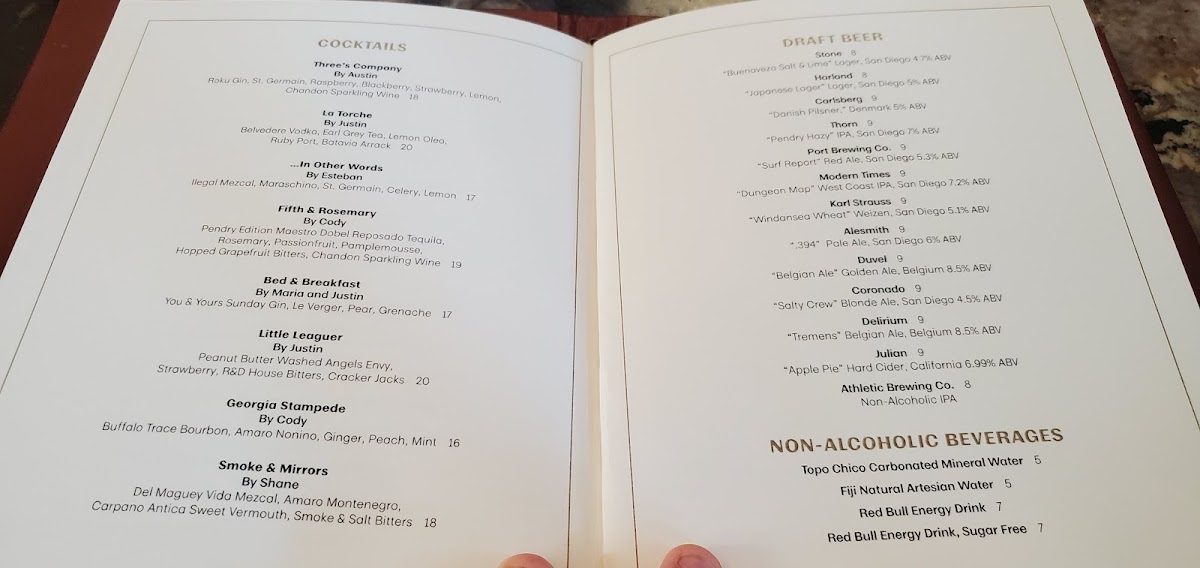 COCKTAILS
Three's Company
By Austin
Roku Gin, St. Germain, Raspberry, Blackberry, Strawberry, Lemon,
Chandon Sparkling Wine 18
La Torche
By Justin
Belvedere Vodka, Earl Grey Tea, Lemon Oleo,
Ruby Port, Batavia Arrack 20
...In Other Words
By Esteban
Ilegal Mezcal, Maraschino, St. Germain, Celery, Lemon 17
Fifth & Rosemary
By Cody
Pendry Edition Maestro Dobel Reposado Tequila,
Rosemary, Passionfruit, Pamplemousse,
Hopped Grapefruit Bitters, Chandon Sparkling Wine 19
Bed & Breakfast
By Maria and Justin
You & Yours Sunday Gin, Le Verger, Pear, Grenache 17
Little Leaguer
By Justin
Peanut Butter Washed Angels Envy,
Strawberry, R&D House Bitters, Cracker Jacks 20
Georgia Stampede
By Cody
Buffalo Trace Bourbon, Amaro Nonino, Ginger, Peach, Mint 16
Smoke & Mirrors
By Shane
Del Maguey Vida Mezcal, Amaro Montenegro,
Carpano Antica Sweet Vermouth, Smoke & Salt Bitters 18
DRAFT BEER
Stone 8
"Buenaveza Salt & Lime" Lager, San Diego 4.7% ABV
Harland 8
"Japanese Lager" Lager, San Diego 5% ABV
Carlsberg 9
"Danish Pilsner," Denmark 5% ABV
Thorn 9
"Pendry Hazy" IPA, San Diego 7% ABV
Port Brewing Co. 9
"Surf Report" Red Ale, San Diego 5.3% ABV
Modern Times 9
"Dungeon Map" West Coast IPA, San Diego 7.2% ABV
Karl Strauss 9
"Windansea Wheat" Weizen, San Diego 5.1% ABV
Alesmith 9
".394" Pale Ale, San Diego 6% ABV
Duvel 9
"Belgian Ale" Golden Ale, Belgium 8.5% ABV
Coronado 9
"Salty Crew" Blonde Ale, San Diego 4.5% ABV
Delirium 9
"Tremens" Belgian Ale, Belgium 8.5% ABV
Julian 9
"Apple Pie" Hard Cider, California 6.99% ABV
Athletic Brewing Co. 8
Non-Alcoholic IPA
NON-ALCOHOLIC BEVERAGES
Topo Chico Carbonated Mineral Water 5
Fiji Natural Artesian Water 5
Red Bull Energy Drink 7
Red Bull Energy Drink, Sugar Free 7